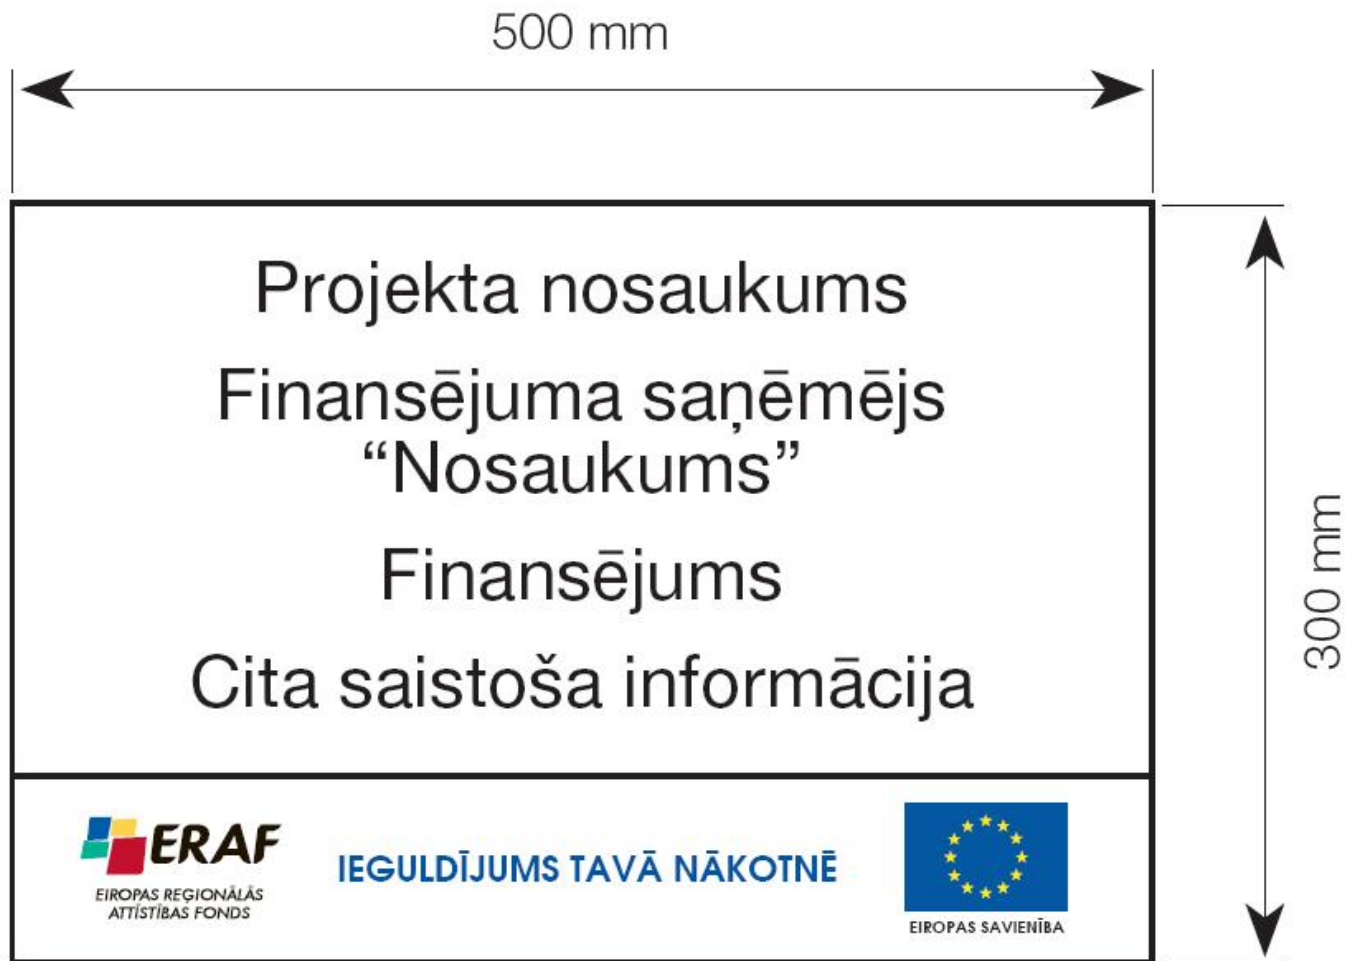 500 mm
Projekta nosaukums
Finansējuma saņēmējs
“Nosaukums”
Finansējums
Cita saistoša informācija
300 mm
ERAF
EIROPAS REĢIONĀLĀS
ATTĪSTĪBAS FONDS
IEGULDĪJUMS TAVĀ NĀKOTNĒ
EIROPAS SAVIENĪBA